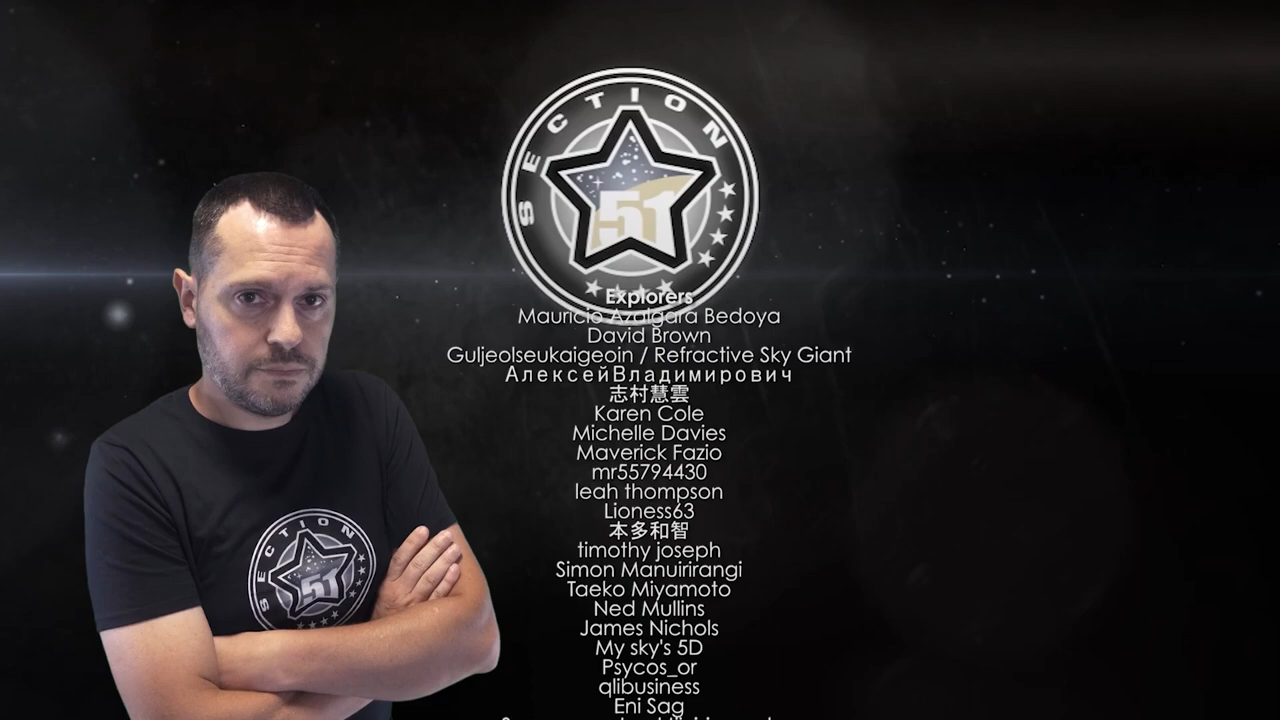 SECTION
51
Explorers
Mauricio Azalgara Bedoya
David Brown
Guljeolseukaigeoin / Refractive Sky Giant
АлексейВладимирович
志村慧雲
Karen Cole
Michelle Davies
Maverick Fazio
mr55794430
leah thompson
Lioness63
本多和智
timothy joseph
Simon Manuirirangi
Taeko Miyamoto
Ned Mullins
James Nichols
My sky's 5D
Psycos_or
qlibusiness
Eni Sag
SECTION
51